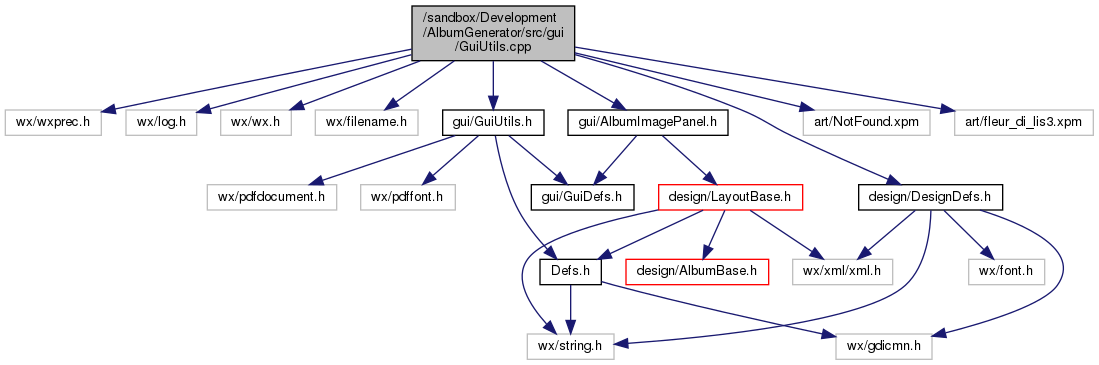 /sandbox/Development
/AlbumGenerator/src/gui
/GuiUtils.cpp
wx/wxprec.h
wx/log.h
wx/wx.h
wx/filename.h
gui/GuiUtils.h
gui/AlbumImagePanel.h
art/NotFound.xpm
art/fleur_di_lis3.xpm
wx/pdfdocument.h
wx/pdffont.h
gui/GuiDefs.h
design/LayoutBase.h
design/DesignDefs.h
Defs.h
design/AlbumBase.h
wx/xml/xml.h
wx/font.h
wx/string.h
wx/gdicmn.h